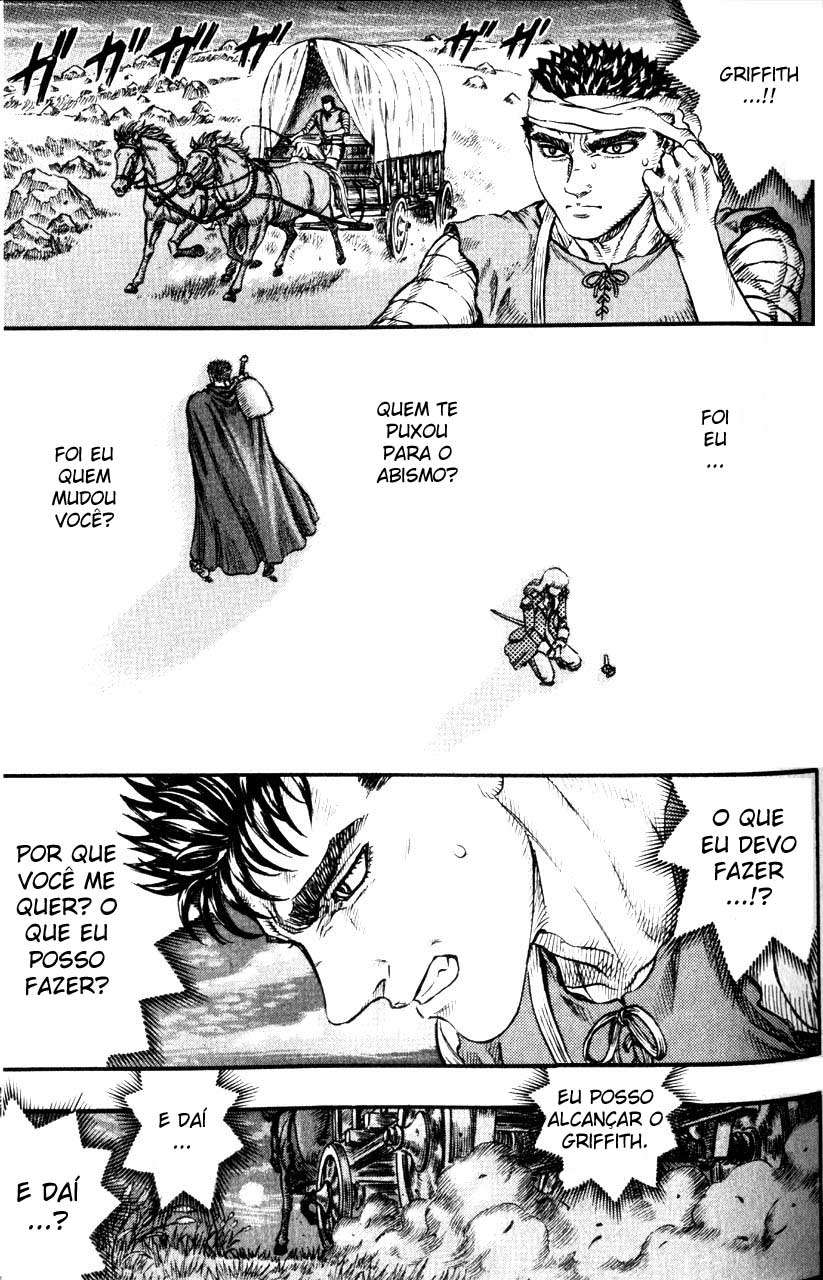 ガガガガ ガガ
GRIFFITH
...!!
FOI
EU
...
QUEM TE
PUXOU
PARA O
ABISMO?
FOI EU
QUEM
MUDOU
VOCÊ?
O QUE
EU DEVO
FAZER
...!?
POR QUE
VOCÊ ME
QUER? O
QUE EU
POSSO
FAZER?
EU POSSO
ALCANÇAR O
GRIFFITH.
E DAÍ
...
E DAÍ
...?